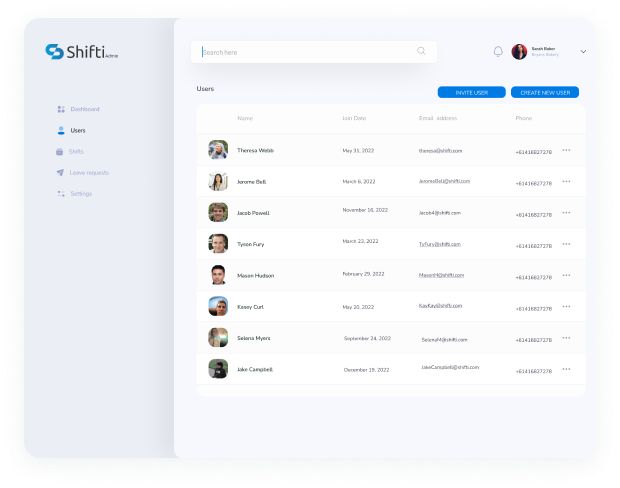 Shifti Admin
Search here
Sarah Baker
Dashboard
Users
Shifts
Leave requests
Settings
Users
INVITE USER
CREATE NEW USER
Name Join Date Email address Phone
Theresa Webb May 31, 2022 theresa@shifti.com +61416827278
Jerome Bell March 6, 2022 JeromeBell@shifti.com +61416827278
Jacob Powell November 16, 2022 Jacob4@shifti.com +61416827278
Tyson Fury March 23, 2022 TyFury@shifti.com +61416827278
Mason Hudson February 29, 2022 MasonH@shifti.com +61416827278
Kasey Curl May 20, 2022 KayKay@shifti.com +61416827278
Selena Myers September 24, 2022 SelenaM@shifti.com +61416827278
Jake Campbell December 19, 2022 JakeCampbell@shifti.com +61416827278